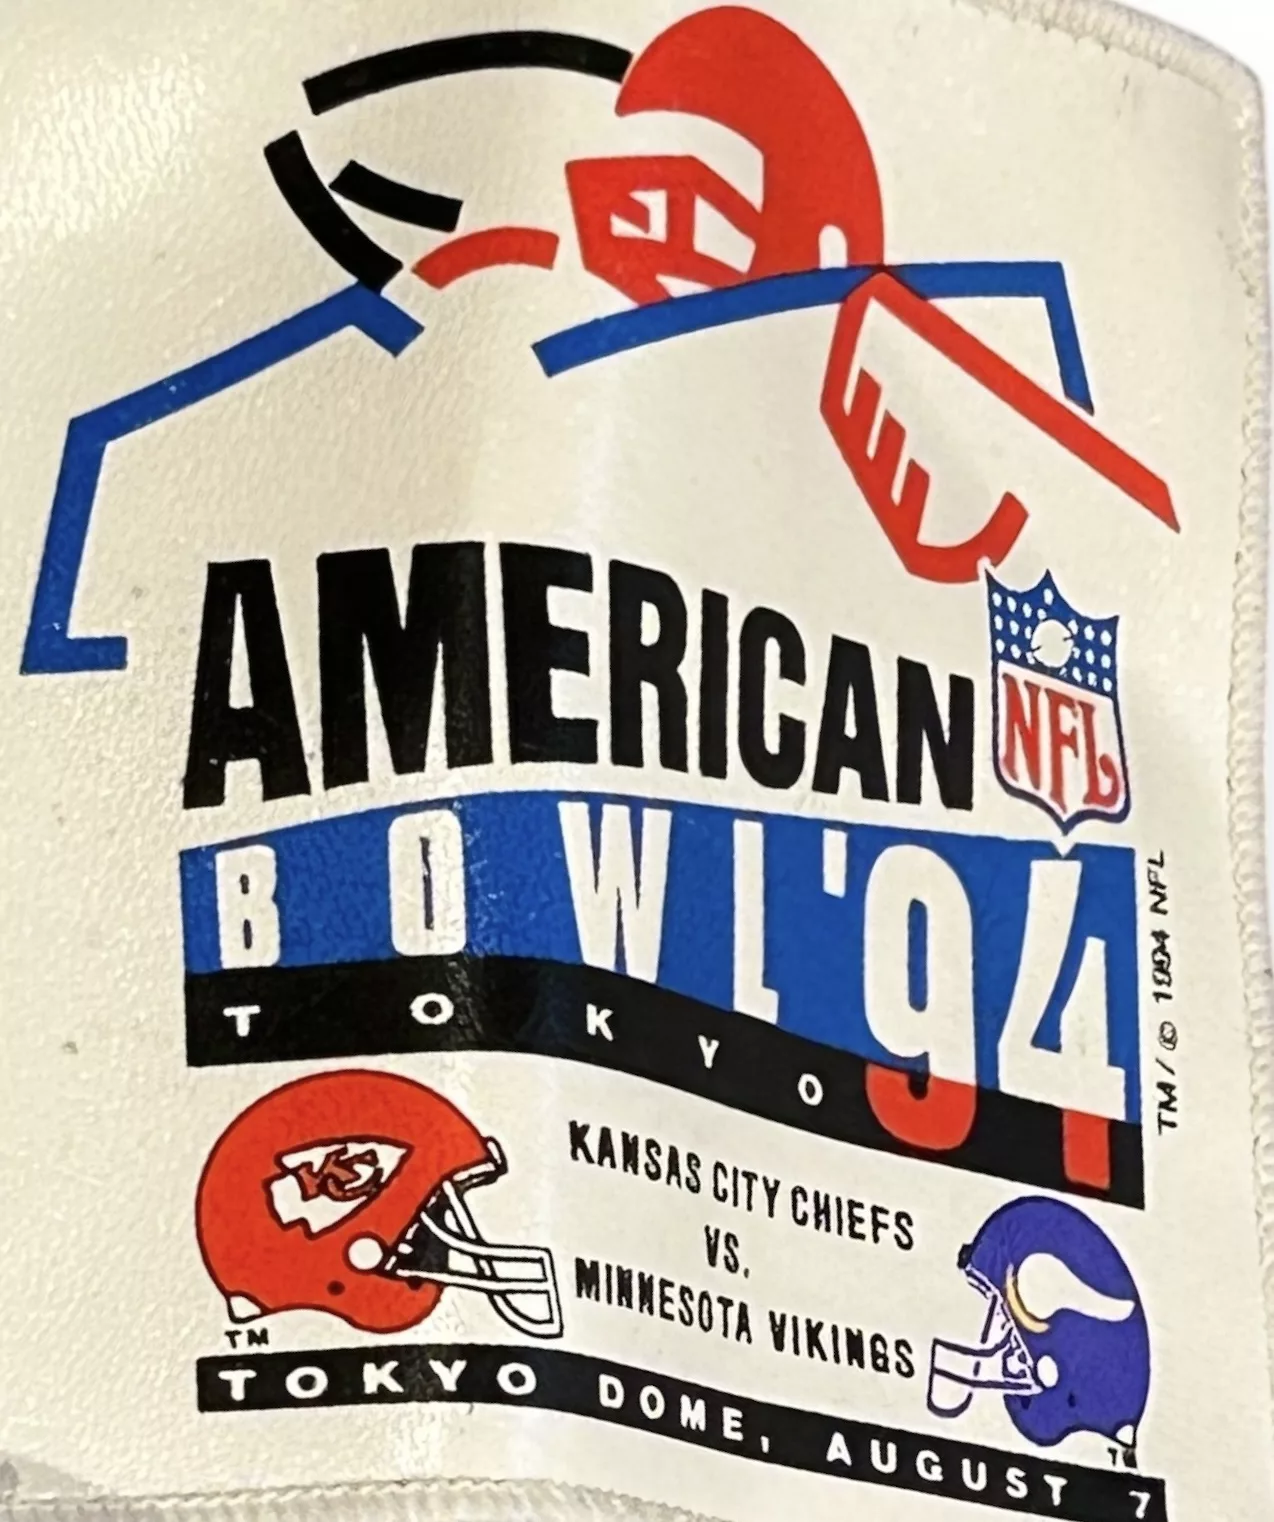 AMERICAN
NFL
BOWL '94
TOKYO
TM / © 1994 NFL
KC
KANSAS CITY CHIEFS
VS.
MINNESOTA VIKINGS
TM
TM
TOKYO DOME, AUGUST 7